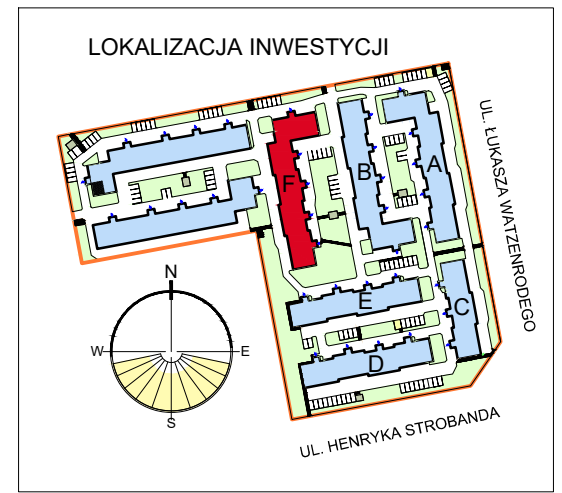 LOKALIZACJA INWESTYCJI
UL. ŁUKASZA WATZENRODEGO
A
B
F
C
E
D
N
W
E
S
UL. HENRYKA STROBANDA